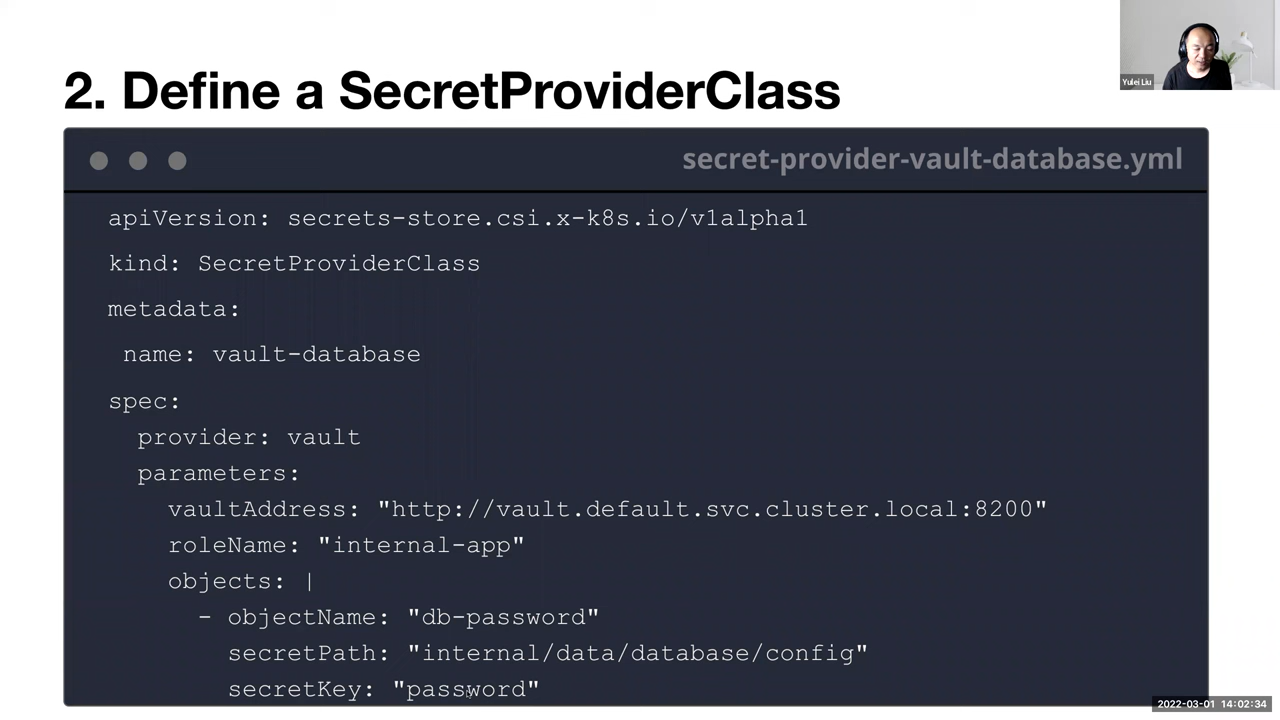 2. Define a SecretProviderClass
Yulei Liu
secret-provider-vault-database.yml
apiVersion: secrets-store.csi.x-k8s.io/v1alpha1
kind: SecretProviderClass
metadata:
 name: vault-database
spec:
  provider: vault
  parameters:
    vaultAddress: "http://vault.default.svc.cluster.local:8200"
    roleName: "internal-app"
    objects: |
      - objectName: "db-password"
        secretPath: "internal/data/database/config"
        secretKey: "password"
2022-03-01 14:02:34